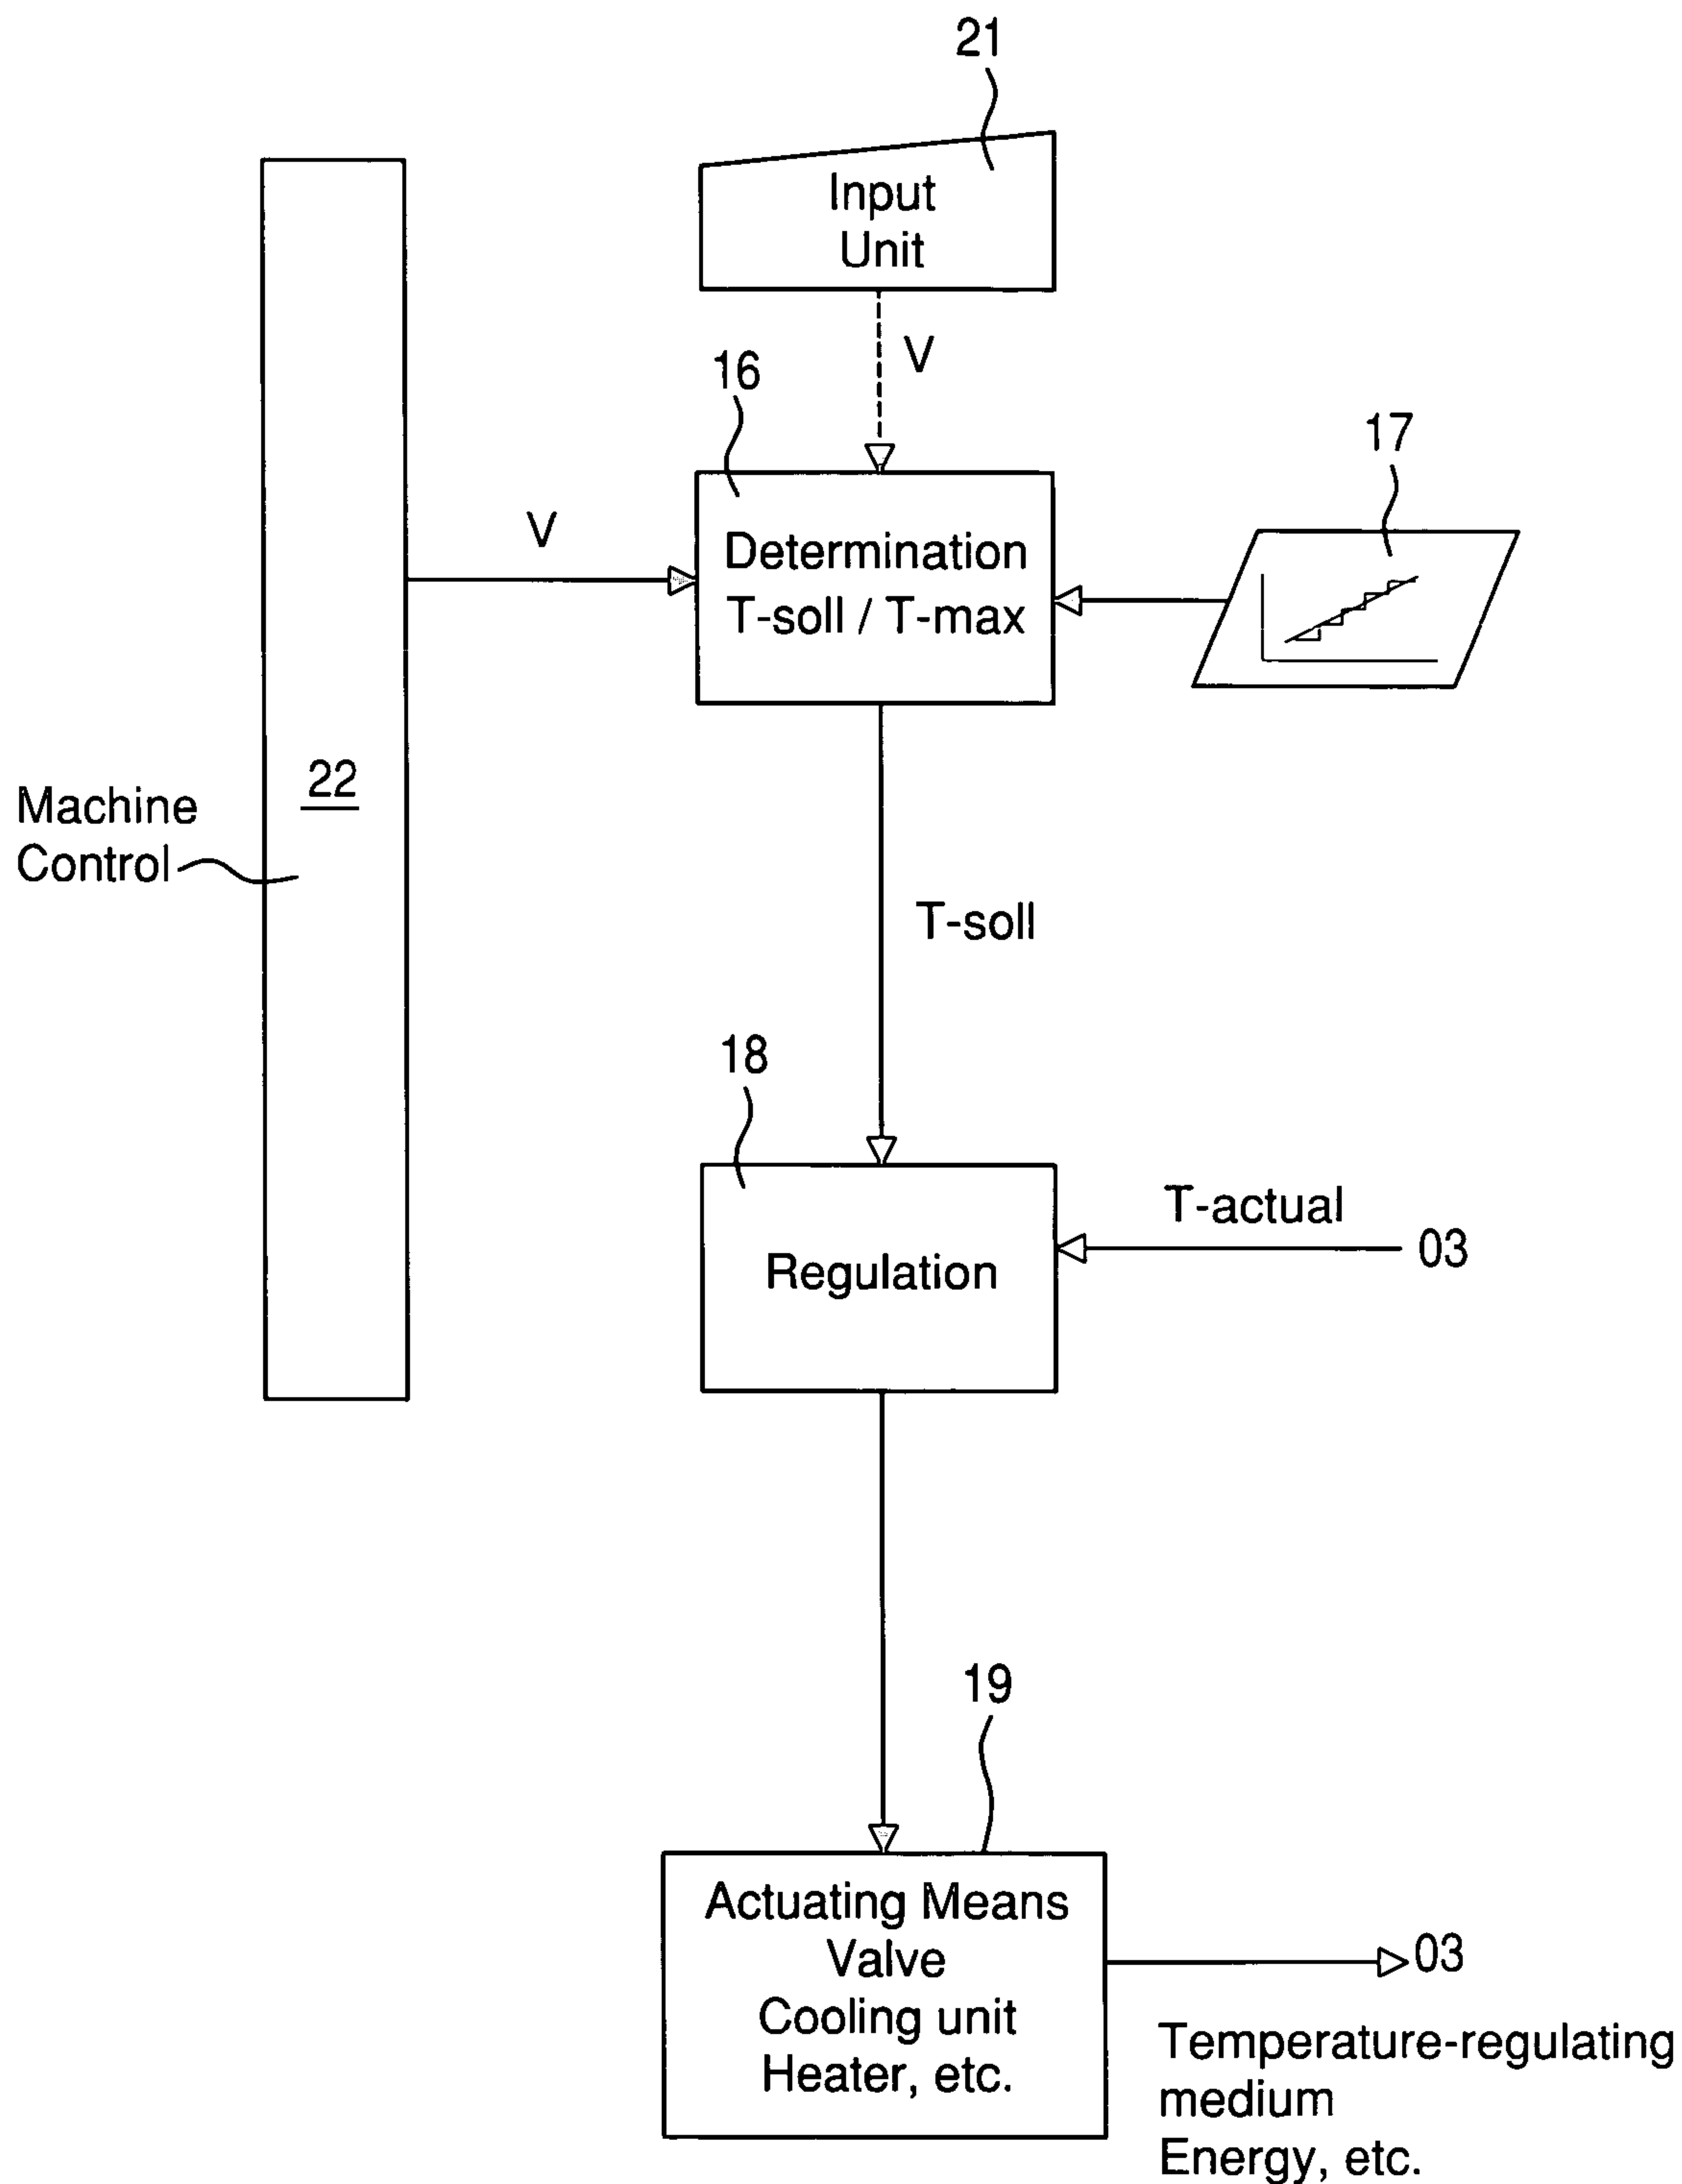 21
Input
Unit
V
16
17
V
Determination
T-soll / T-max
22
Machine
Control
T-soll
18
T-actual
03
Regulation
19
Actuating Means
Valve
Cooling unit
Heater, etc.
03
Temperature-regulating
medium
Energy, etc.